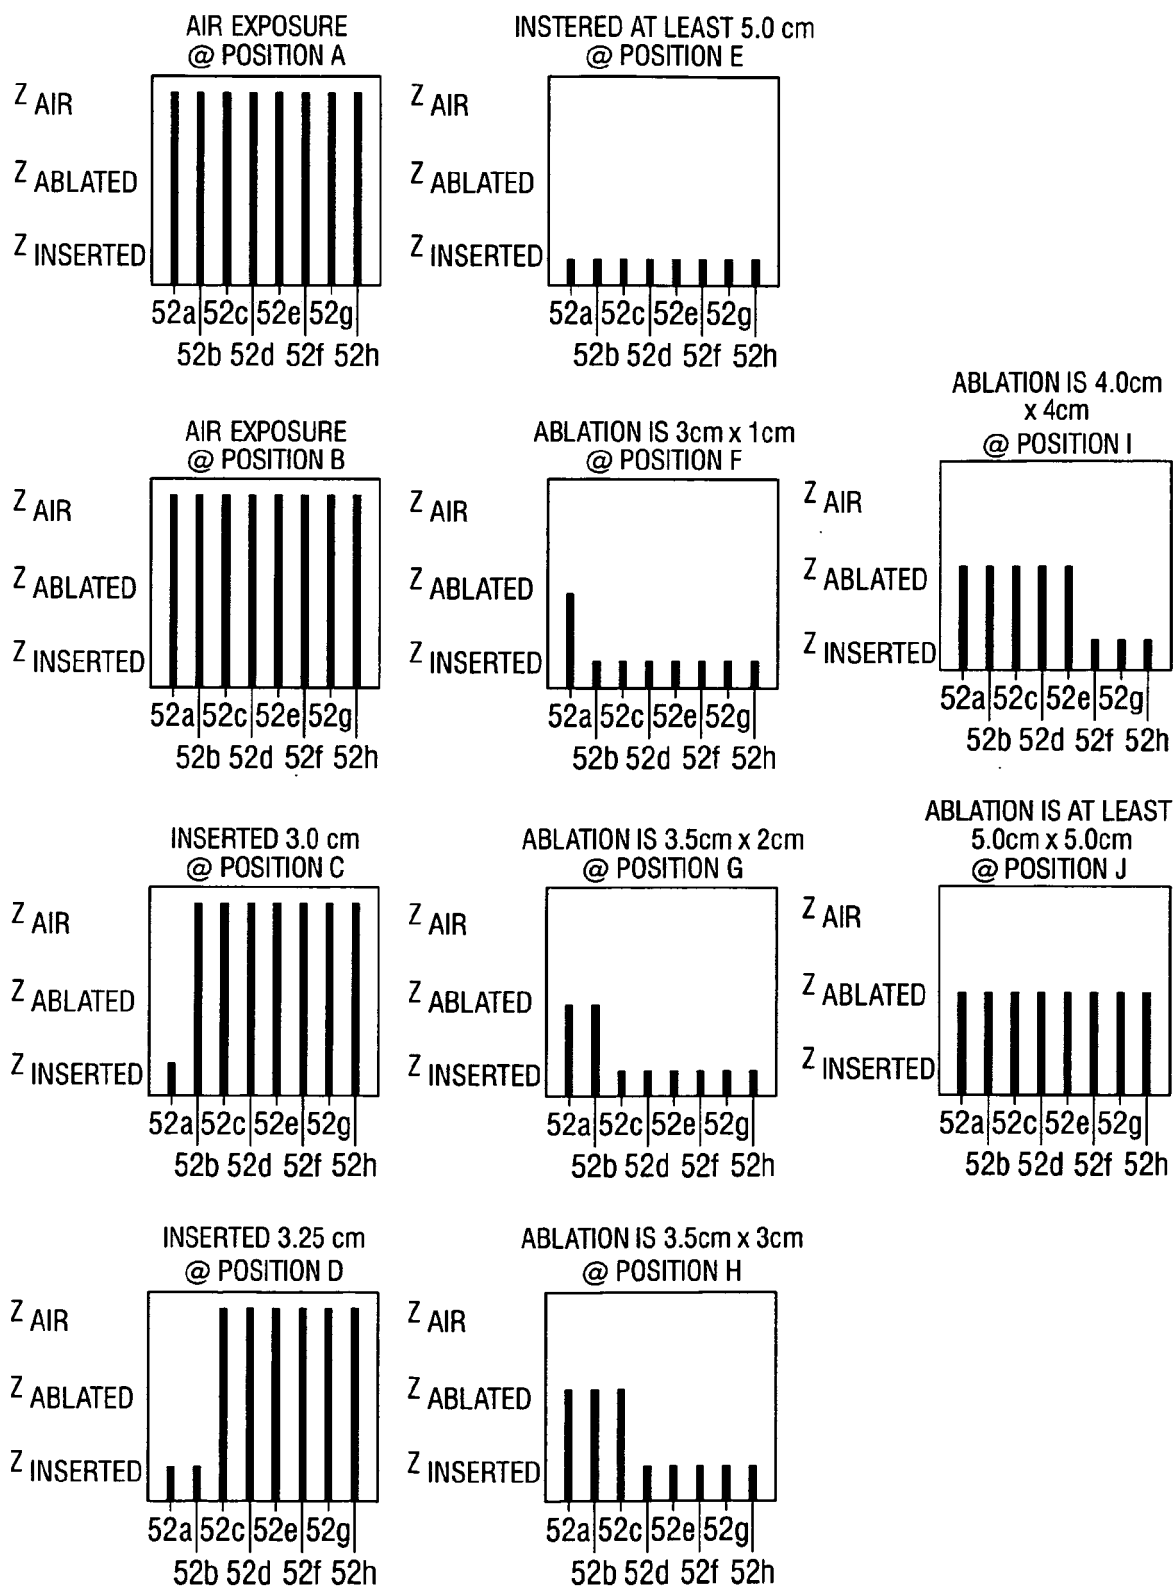 AIR EXPOSURE
@ POSITION A
Z AIR
Z ABLATED
Z INSERTED
52a 52c 52e 52g
52b 52d 52f 52h
INSTERED AT LEAST 5.0 cm
@ POSITION E
Z AIR
Z ABLATED
Z INSERTED
52a 52c 52e 52g
52b 52d 52f 52h
AIR EXPOSURE
@ POSITION B
Z AIR
Z ABLATED
Z INSERTED
52a 52c 52e 52g
52b 52d 52f 52h
ABLATION IS 3cm x 1cm
@ POSITION F
Z AIR
Z ABLATED
Z INSERTED
52a 52c 52e 52g
52b 52d 52f 52h
ABLATION IS 4.0cm
x 4cm
@ POSITION I
Z AIR
Z ABLATED
Z INSERTED
52a 52c 52e 52g
52b 52d 52f 52h
INSERTED 3.0 cm
@ POSITION C
Z AIR
Z ABLATED
Z INSERTED
52a 52c 52e 52g
52b 52d 52f 52h
ABLATION IS 3.5cm x 2cm
@ POSITION G
Z AIR
Z ABLATED
Z INSERTED
52a 52c 52e 52g
52b 52d 52f 52h
ABLATION IS AT LEAST
5.0cm x 5.0cm
@ POSITION J
Z AIR
Z ABLATED
Z INSERTED
52a 52c 52e 52g
52b 52d 52f 52h
INSERTED 3.25 cm
@ POSITION D
Z AIR
Z ABLATED
Z INSERTED
52a 52c 52e 52g
52b 52d 52f 52h
ABLATION IS 3.5cm x 3cm
@ POSITION H
Z AIR
Z ABLATED
Z INSERTED
52a 52c 52e 52g
52b 52d 52f 52h